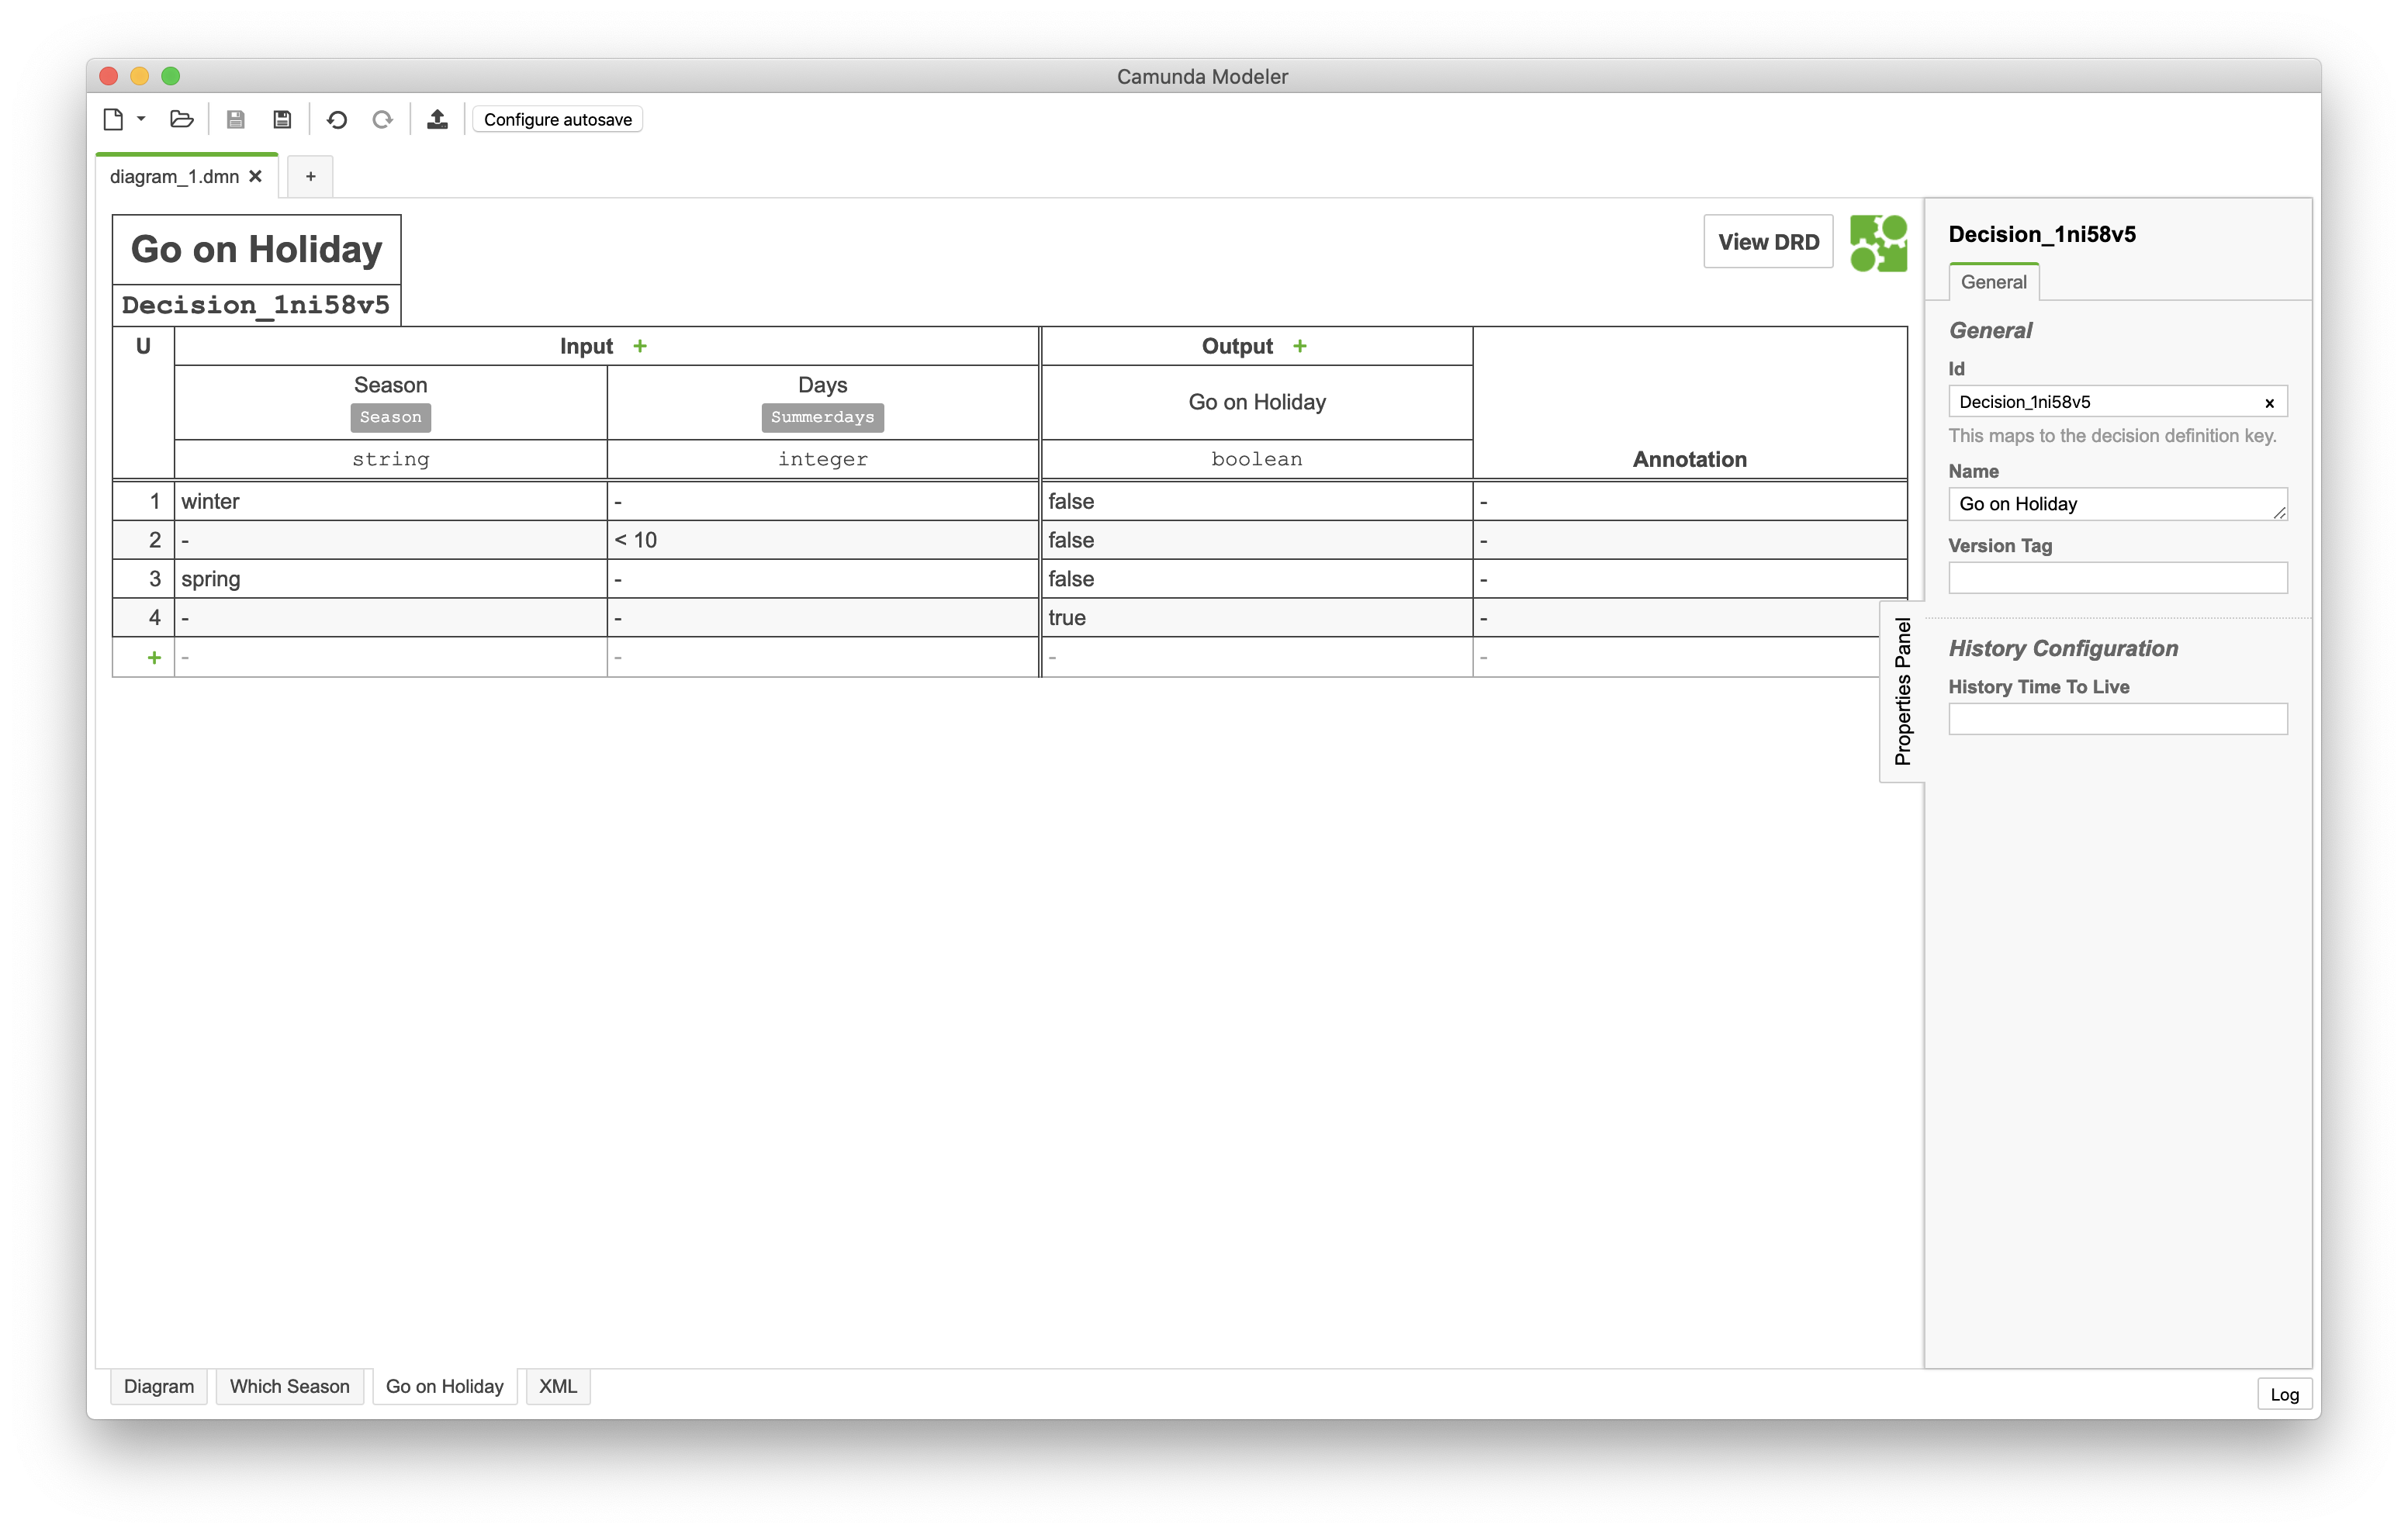 Camunda Modeler
Configure autosave
diagram_1.dmn
+
Go on Holiday
View DRD
Decision_1ni58v5
U Input + Output +
Season Days Go on Holiday
Season Summerdays
string integer boolean Annotation
1 winter - false -
2 - < 10 false -
3 spring - false -
4 - - true -
+ - - - -
Properties Panel
Decision_1ni58v5
General
General
Id
Decision_1ni58v5 x
This maps to the decision definition key.
Name
Go on Holiday
Version Tag
History Configuration
History Time To Live
Diagram Which Season Go on Holiday XML
Log